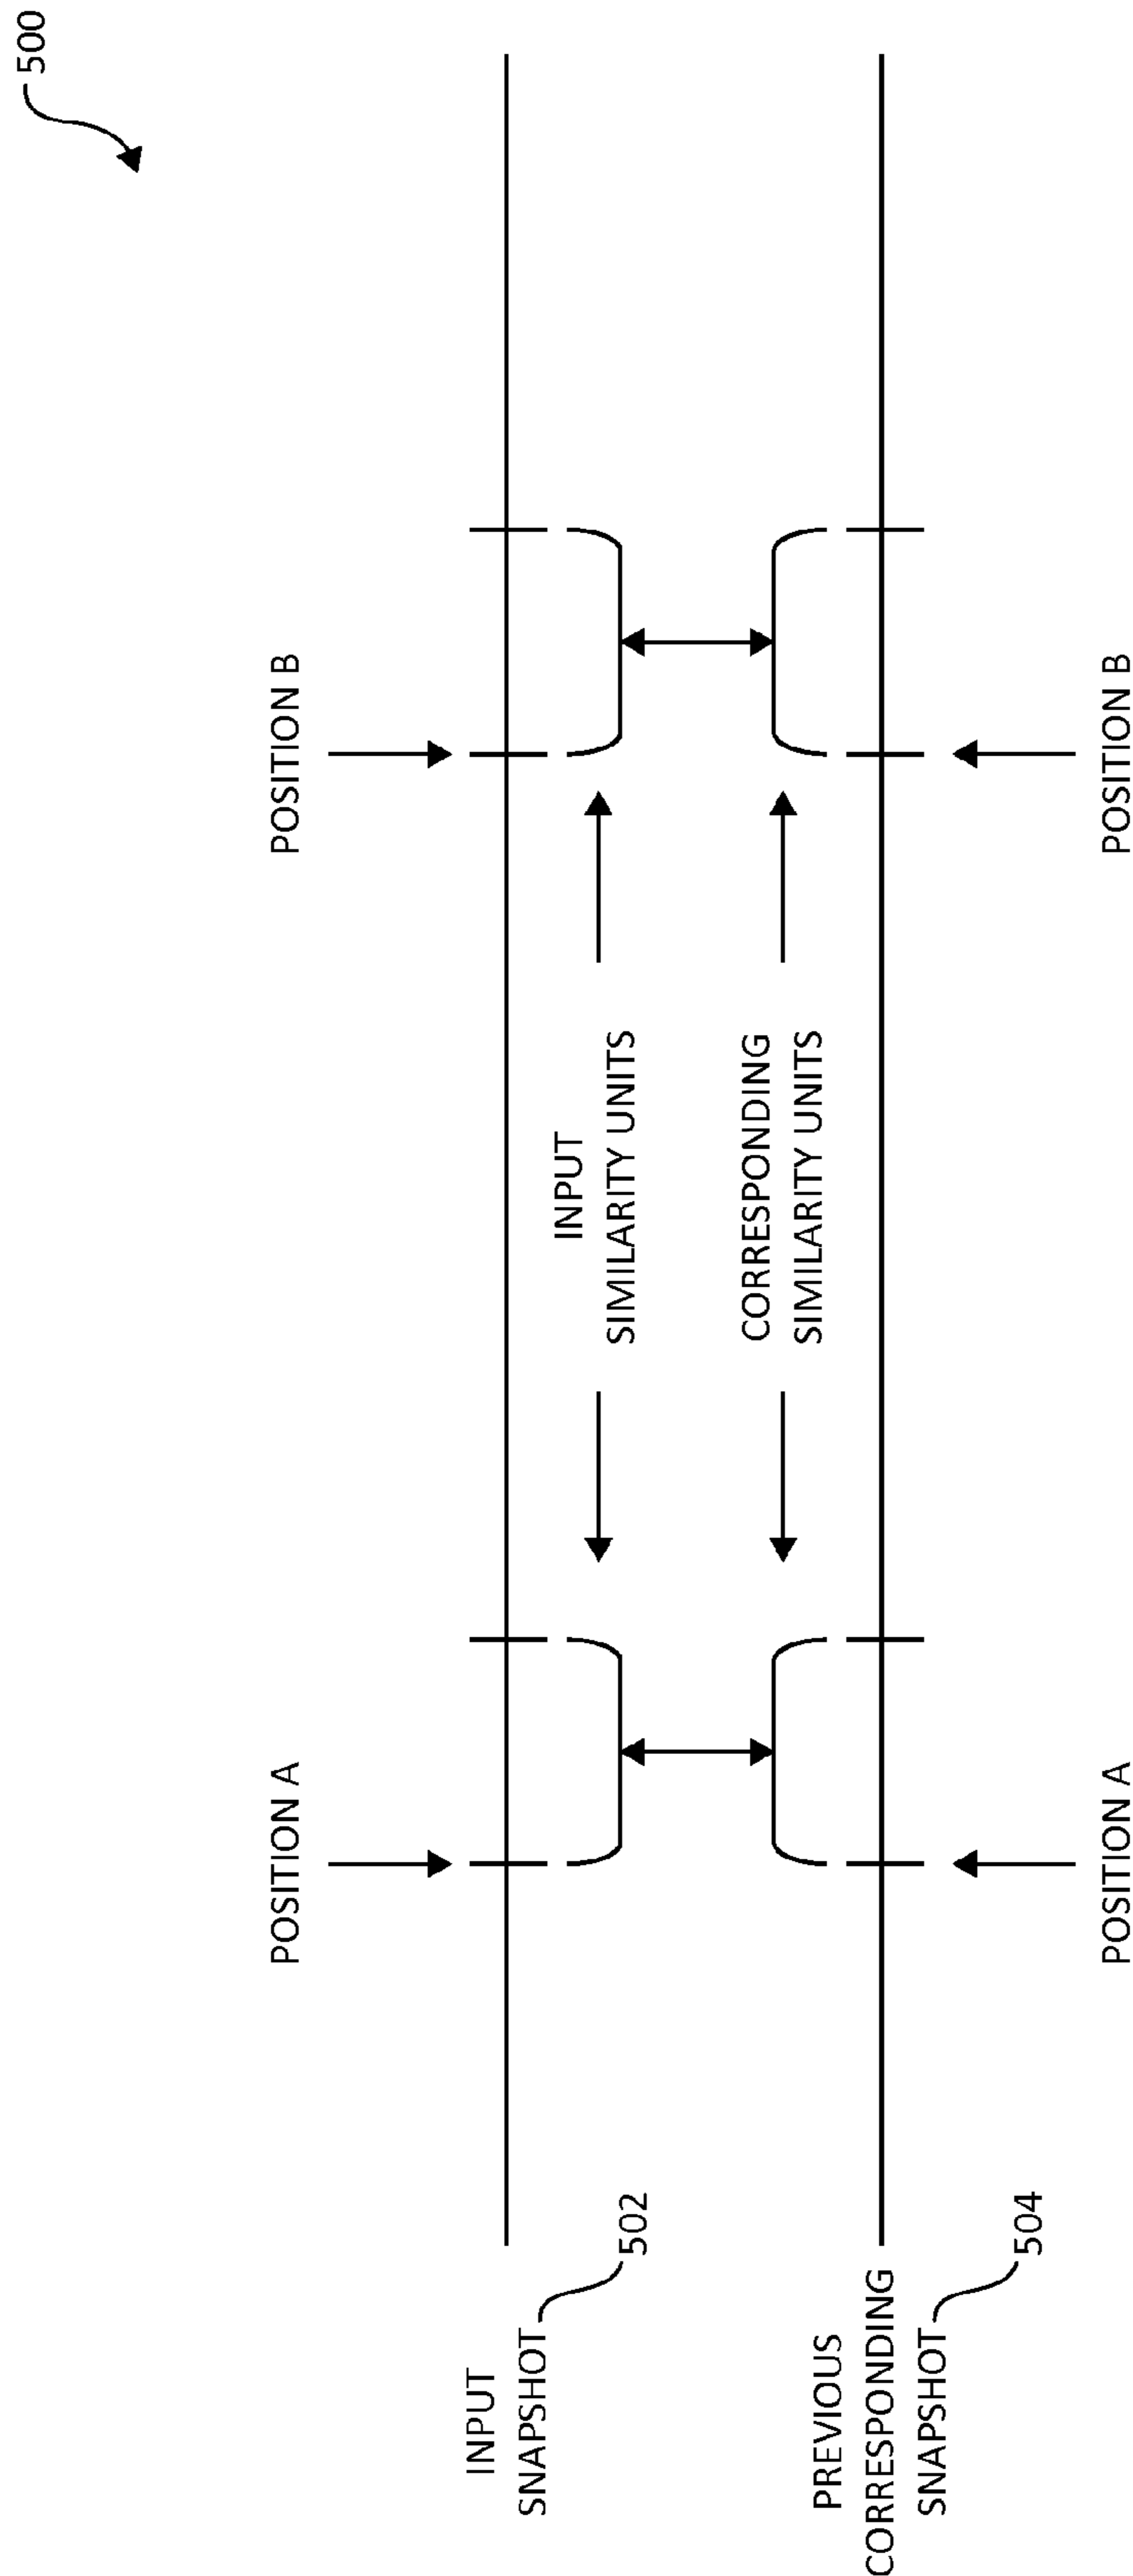 500
POSITION A
POSITION B
INPUT
SNAPSHOT
502
INPUT
SIMILARITY UNITS
CORRESPONDING
SIMILARITY UNITS
PREVIOUS
CORRESPONDING
SNAPSHOT
504
POSITION A
POSITION B